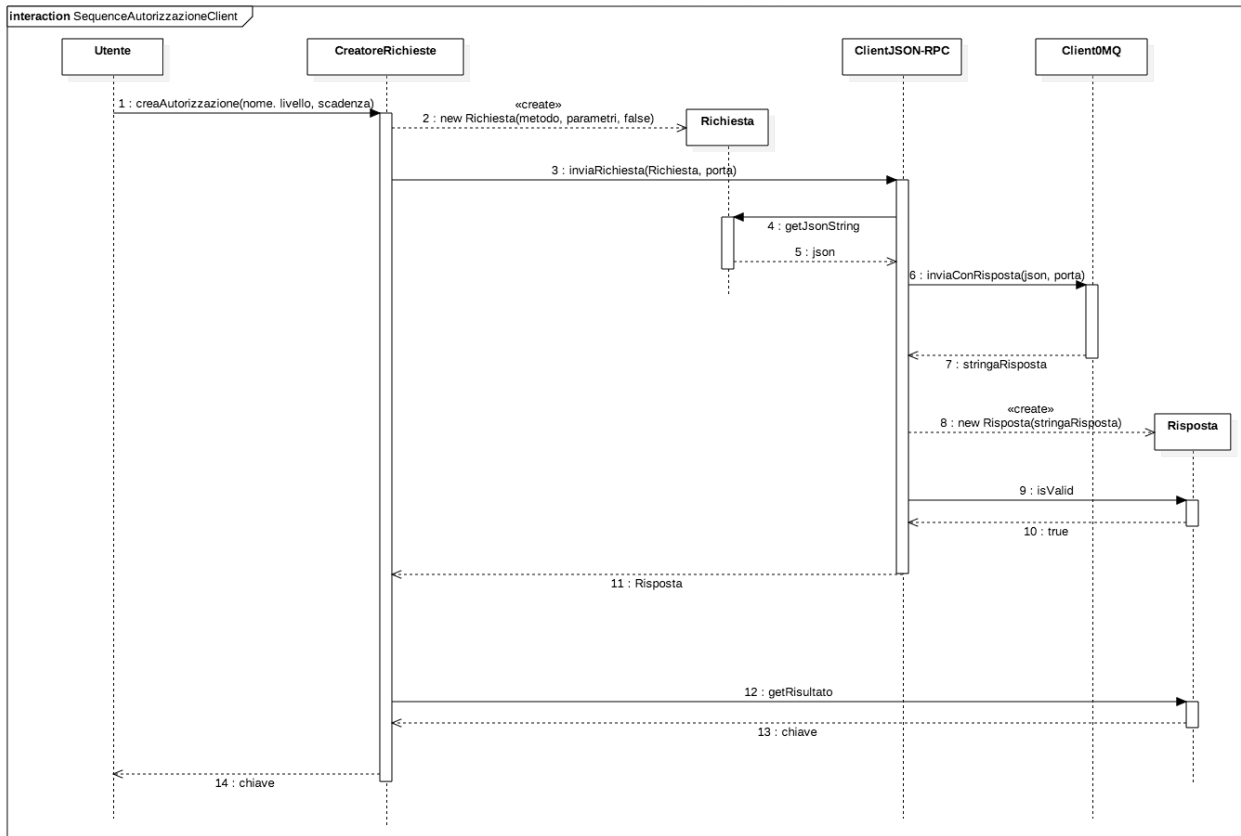 interaction SequenceAutorizzazioneClient
Utente
CreatoreRichieste
ClientJSON-RPC
Client0MQ
1 : creaAutorizzazione(nome. livello, scadenza)
«create»
2 : new Richiesta(metodo, parametri, false)
Richiesta
3 : inviaRichiesta(Richiesta, porta)
4 : getJsonString
5 : json
6 : inviaConRisposta(json, porta)
7 : stringaRisposta
«create»
8 : new Risposta(stringaRisposta)
Risposta
9 : isValid
10 : true
11 : Risposta
12 : getRisultato
13 : chiave
14 : chiave